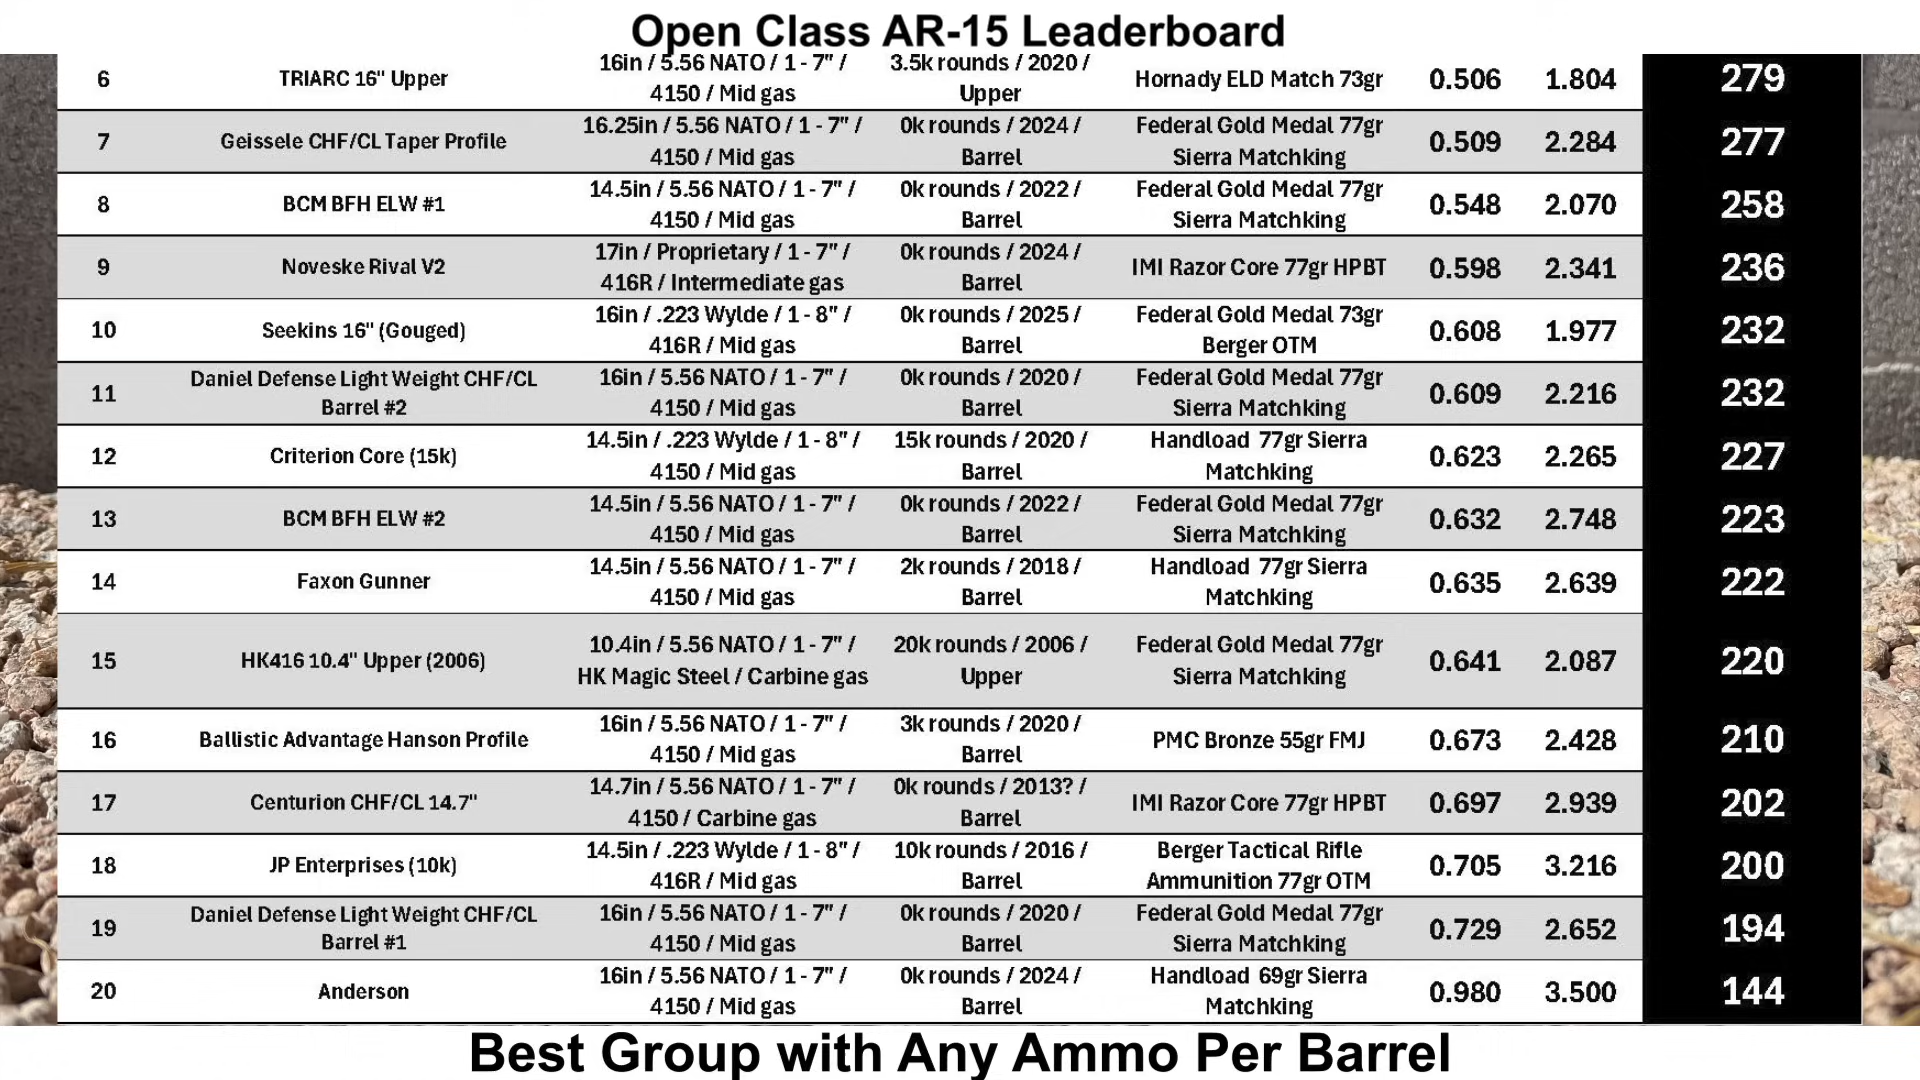 Open Class AR-15 Leaderboard
6 TRIARC 16" Upper 16in / 5.56 NATO / 1 - 7" / 4150 / Mid gas 3.5k rounds / 2020 / Upper Hornady ELD Match 73gr 0.506 1.804 279
7 Geissele CHF/CL Taper Profile 16.25in / 5.56 NATO / 1 - 7" / 4150 / Mid gas 0k rounds / 2024 / Barrel Federal Gold Medal 77gr Sierra Matchking 0.509 2.284 277
8 BCM BFH ELW #1 14.5in / 5.56 NATO / 1 - 7" / 4150 / Mid gas 0k rounds / 2022 / Barrel Federal Gold Medal 77gr Sierra Matchking 0.548 2.070 258
9 Noveske Rival V2 17in / Proprietary / 1 - 7" / 416R / Intermediate gas 0k rounds / 2024 / Barrel IMI Razor Core 77gr HPBT 0.598 2.341 236
10 Seekins 16" (Gouged) 16in / .223 Wylde / 1 - 8" / 416R / Mid gas 0k rounds / 2025 / Barrel Federal Gold Medal 73gr Berger OTM 0.608 1.977 232
11 Daniel Defense Light Weight CHF/CL Barrel #2 16in / 5.56 NATO / 1 - 7" / 4150 / Mid gas 0k rounds / 2020 / Barrel Federal Gold Medal 77gr Sierra Matchking 0.609 2.216 232
12 Criterion Core (15k) 14.5in / .223 Wylde / 1 - 8" / 4150 / Mid gas 15k rounds / 2020 / Barrel Handload 77gr Sierra Matchking 0.623 2.265 227
13 BCM BFH ELW #2 14.5in / 5.56 NATO / 1 - 7" / 4150 / Mid gas 0k rounds / 2022 / Barrel Federal Gold Medal 77gr Sierra Matchking 0.632 2.748 223
14 Faxon Gunner 14.5in / 5.56 NATO / 1 - 7" / 4150 / Mid gas 2k rounds / 2018 / Barrel Handload 77gr Sierra Matchking 0.635 2.639 222
15 HK416 10.4" Upper (2006) 10.4in / 5.56 NATO / 1 - 7" / HK Magic Steel / Carbine gas 20k rounds / 2006 / Upper Federal Gold Medal 77gr Sierra Matchking 0.641 2.087 220
16 Ballistic Advantage Hanson Profile 16in / 5.56 NATO / 1 - 7" / 4150 / Mid gas 3k rounds / 2020 / Barrel PMC Bronze 55gr FMJ 0.673 2.428 210
17 Centurion CHF/CL 14.7" 14.7in / 5.56 NATO / 1 - 7" / 4150 / Carbine gas 0k rounds / 2013? / Barrel IMI Razor Core 77gr HPBT 0.697 2.939 202
18 JP Enterprises (10k) 14.5in / .223 Wylde / 1 - 8" / 416R / Mid gas 10k rounds / 2016 / Barrel Berger Tactical Rifle Ammunition 77gr OTM 0.705 3.216 200
19 Daniel Defense Light Weight CHF/CL Barrel #1 16in / 5.56 NATO / 1 - 7" / 4150 / Mid gas 0k rounds / 2020 / Barrel Federal Gold Medal 77gr Sierra Matchking 0.729 2.652 194
20 Anderson 16in / 5.56 NATO / 1 - 7" / 4150 / Mid gas 0k rounds / 2024 / Barrel Handload 69gr Sierra Matchking 0.980 3.500 144
Best Group with Any Ammo Per Barrel